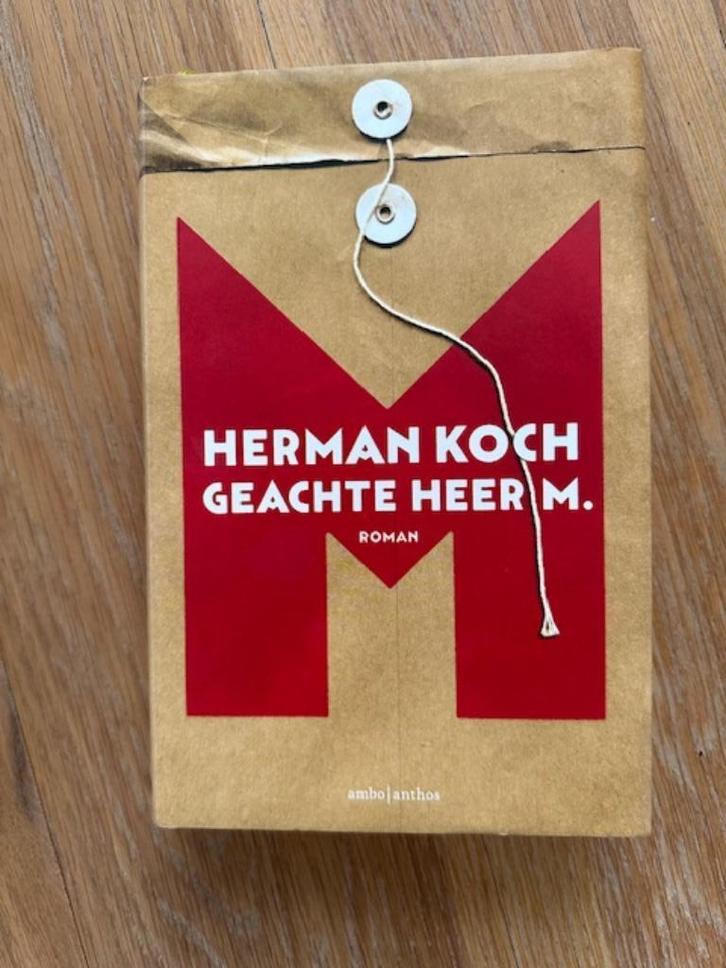 HERMAN KOCH
GEACHTE HEER M.
ROMAN
ambo|anthos